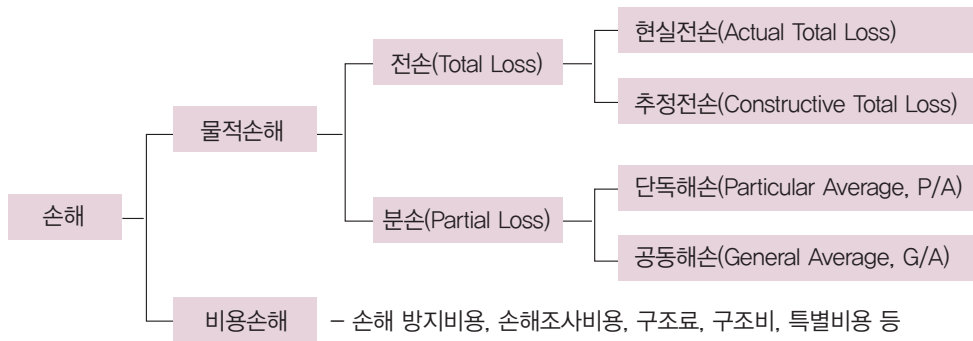 현실전손(Actual Total Loss)
전손(Total Loss)
추정전손(Constructive Total Loss)
물적손해
단독해손(Particular Average, P/A)
손해
분손(Partial Loss)
공동해손(General Average, G/A)
비용손해 – 손해 방지비용, 손해조사비용, 구조료, 구조비, 특별비용 등